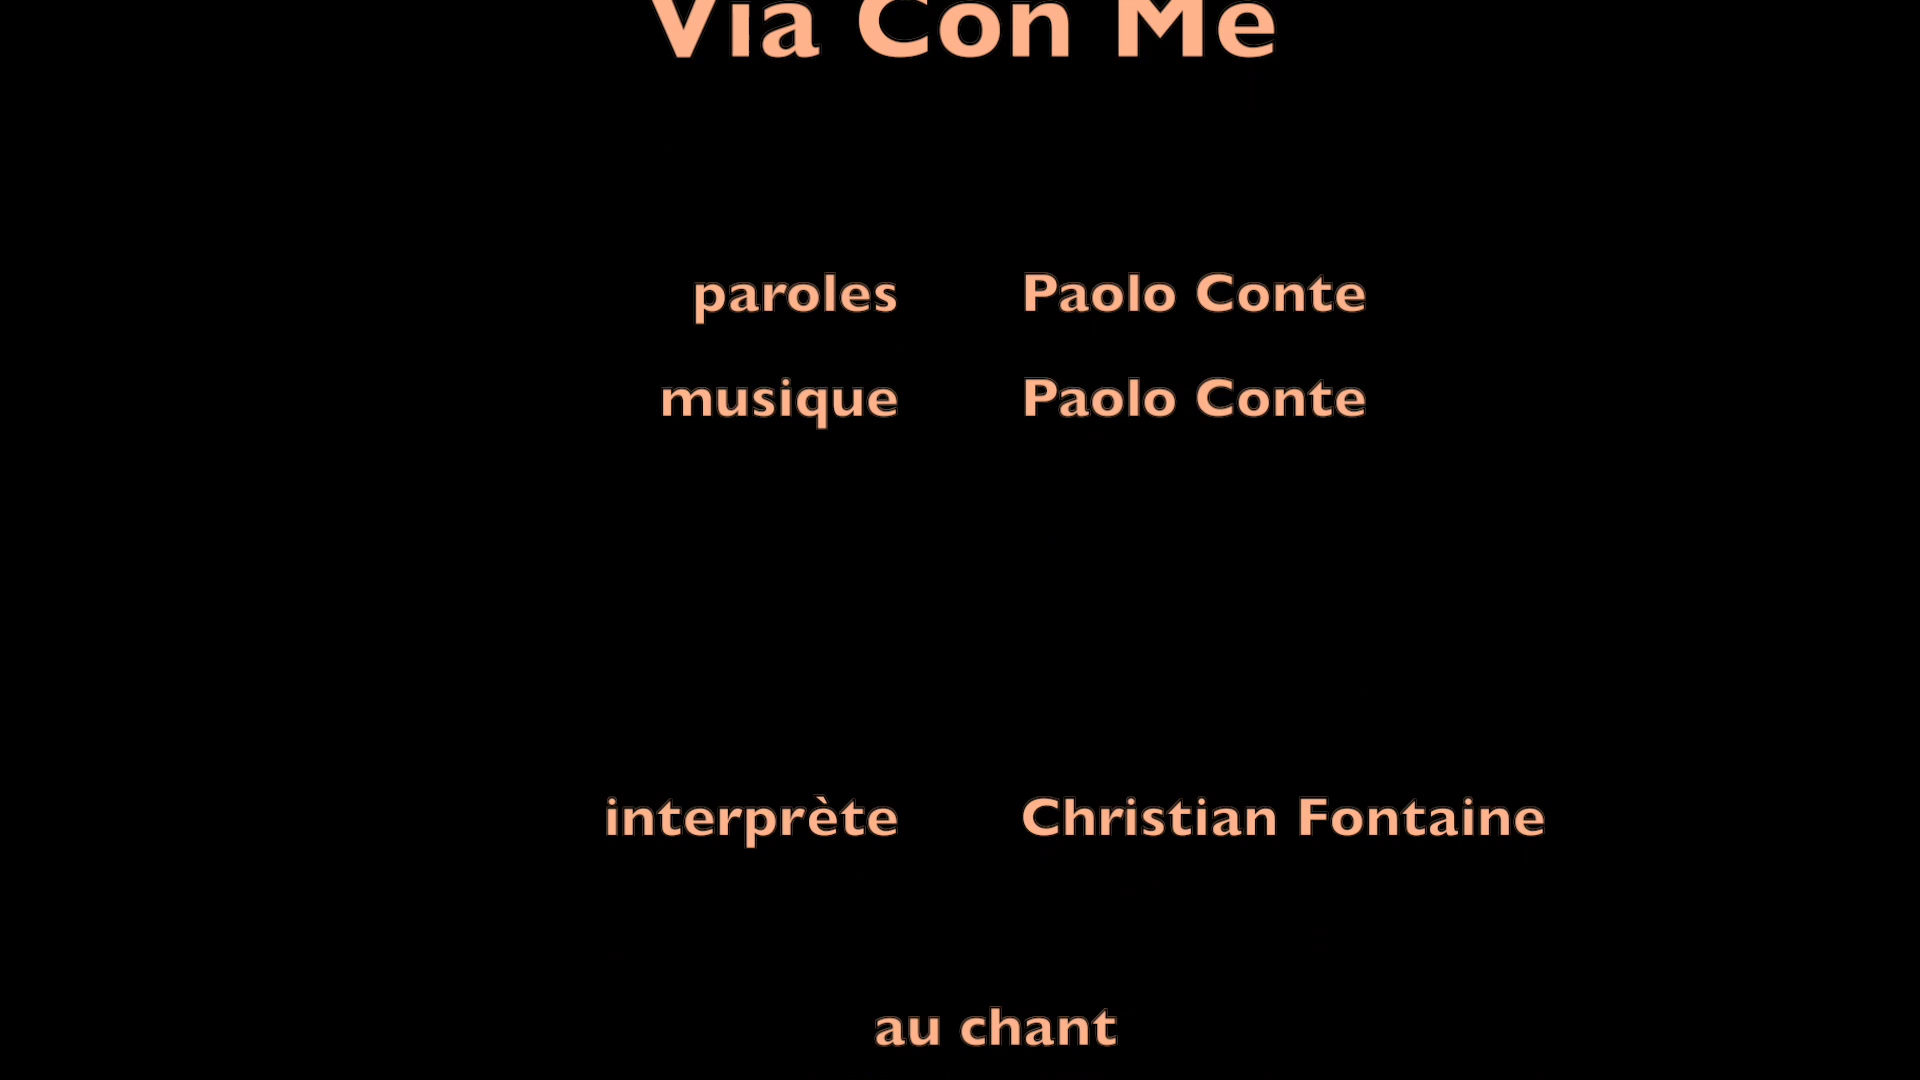 Via Con Me
paroles Paolo Conte
musique Paolo Conte
interprète Christian Fontaine
au chant